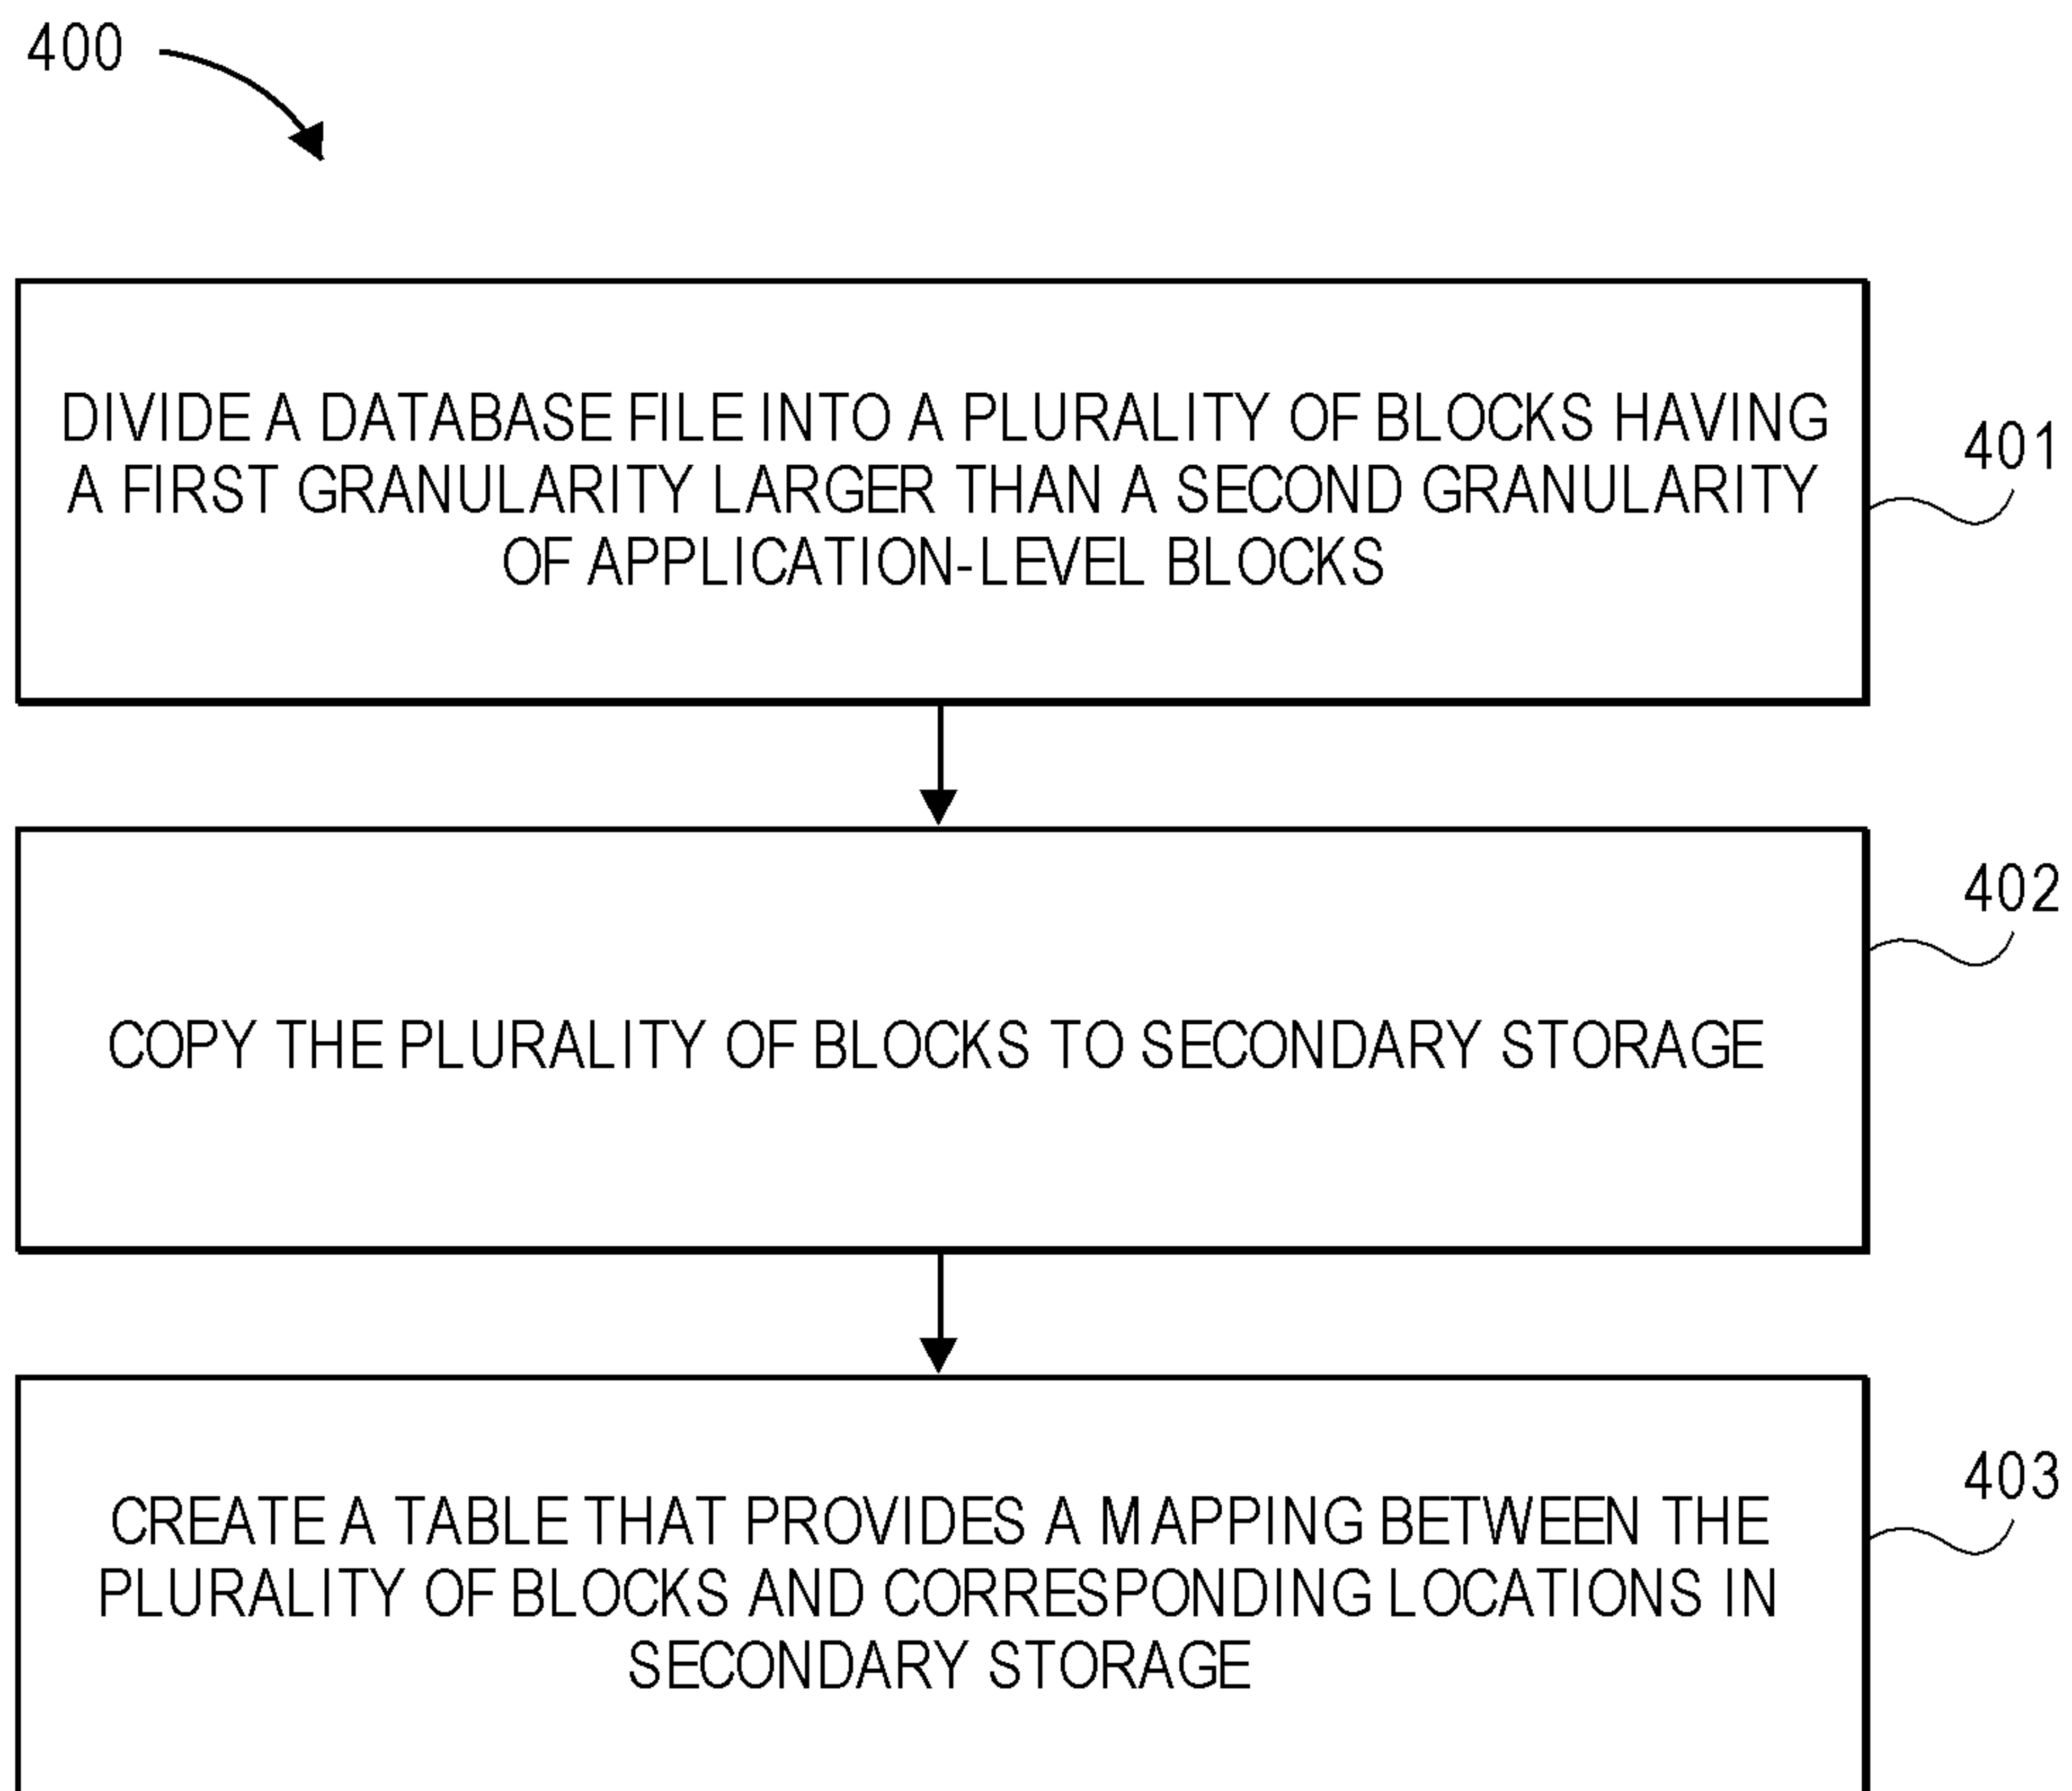 400
DIVIDE A DATABASE FILE INTO A PLURALITY OF BLOCKS HAVING
A FIRST GRANULARITY LARGER THAN A SECOND GRANULARITY
OF APPLICATION-LEVEL BLOCKS
401
COPY THE PLURALITY OF BLOCKS TO SECONDARY STORAGE
402
CREATE A TABLE THAT PROVIDES A MAPPING BETWEEN THE
PLURALITY OF BLOCKS AND CORRESPONDING LOCATIONS IN
SECONDARY STORAGE
403